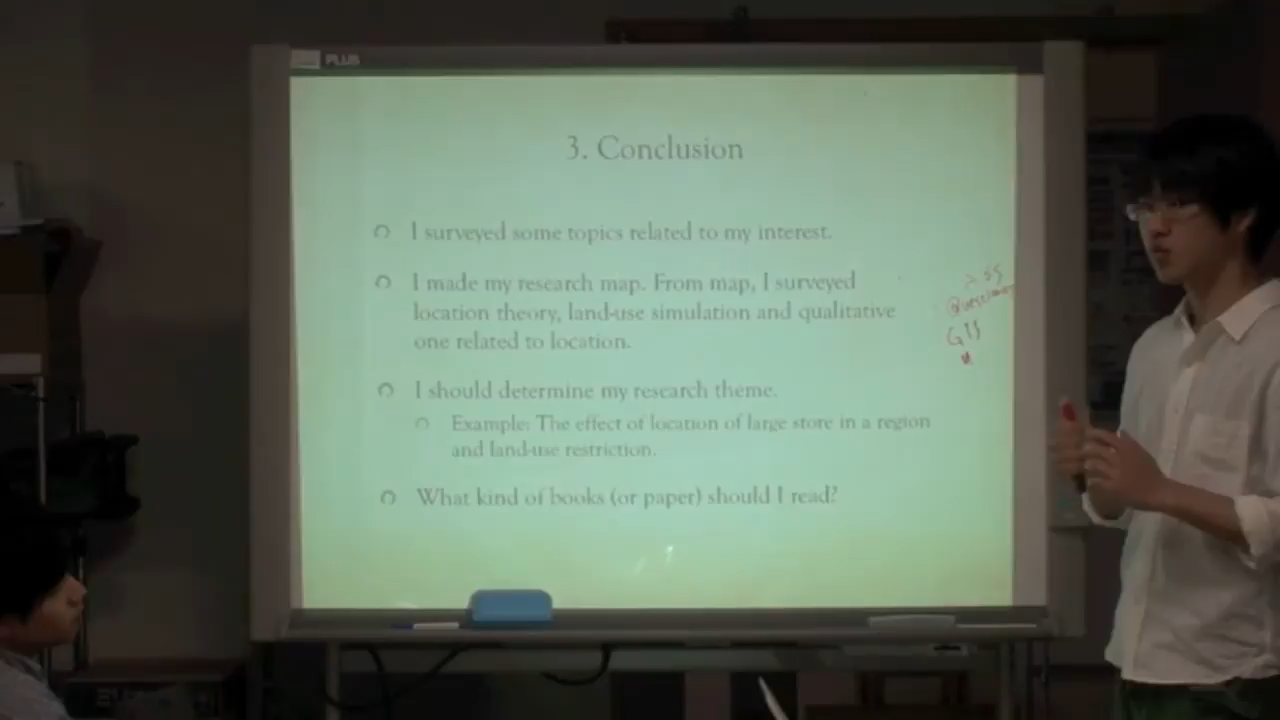 PLUS
3. Conclusion
I surveyed some topics related to my interest.
I made my research map. From map, I surveyed
location theory, land-use simulation and qualitative
one related to location.
I should determine my research theme.
Example: The effect of location of large store in a region
and land-use restriction.
What kind of books (or paper) should I read?